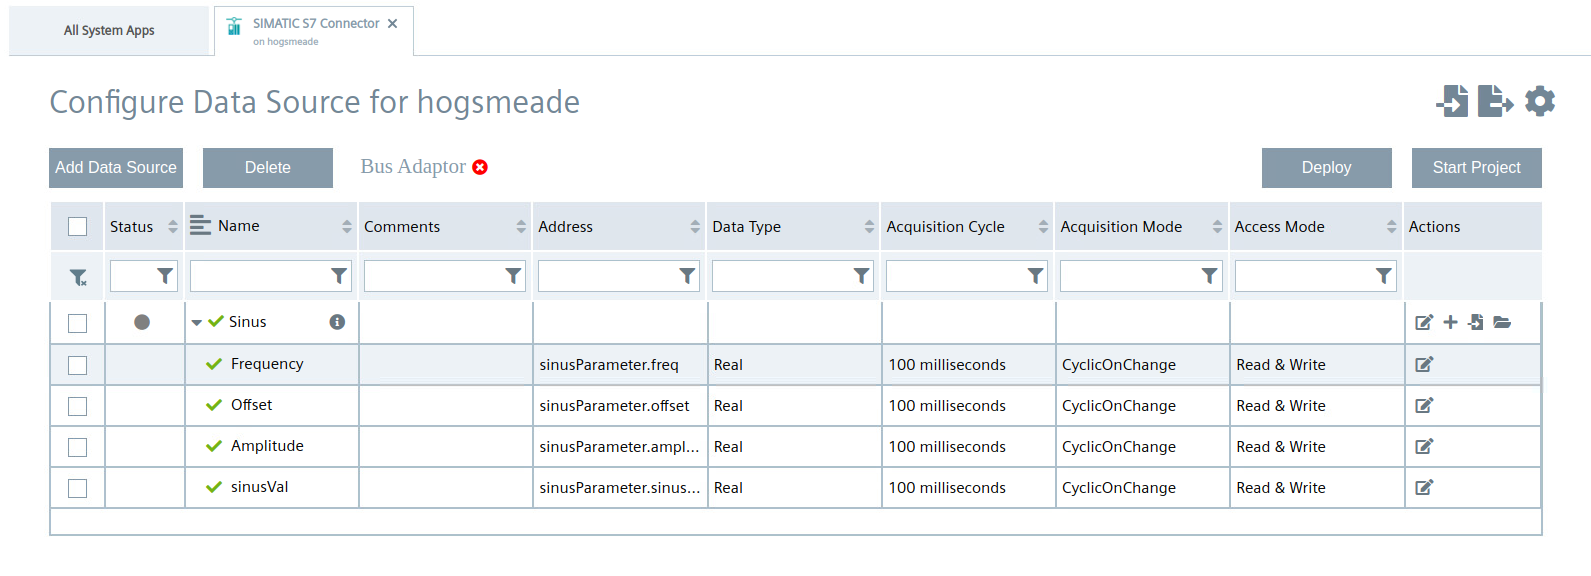 All System Apps
SIMATIC S7 Connector
on hogsmeade
Configure Data Source for hogsmeade
Add Data Source Delete Bus Adaptor Deploy Start Project
Status Name Comments Address Data Type Acquisition Cycle Acquisition Mode Access Mode Actions
Sinus
Frequency sinusParameter.freq Real 100 milliseconds CyclicOnChange Read & Write
Offset sinusParameter.offset Real 100 milliseconds CyclicOnChange Read & Write
Amplitude sinusParameter.ampl... Real 100 milliseconds CyclicOnChange Read & Write
sinusVal sinusParameter.sinus... Real 100 milliseconds CyclicOnChange Read & Write